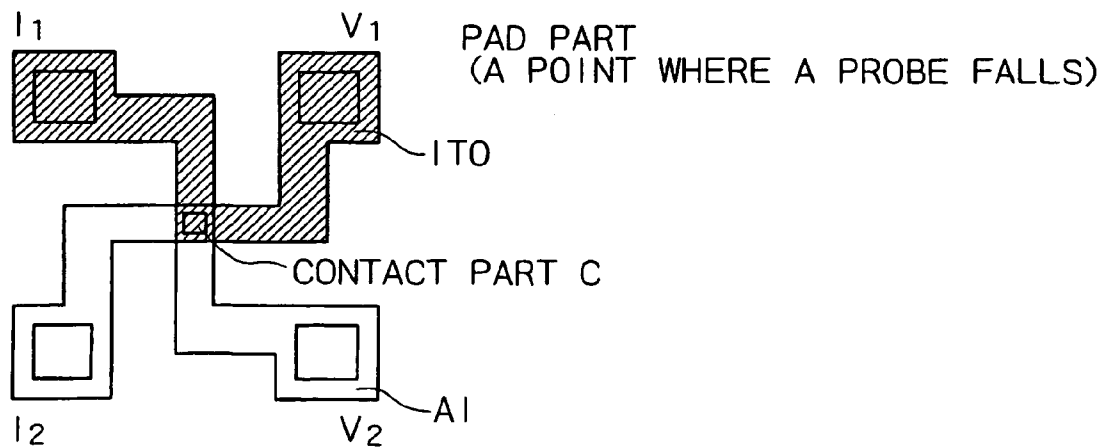 I1
V1
PAD PART
(A POINT WHERE A PROBE FALLS)
ITO
CONTACT PART C
I2
V2
Al